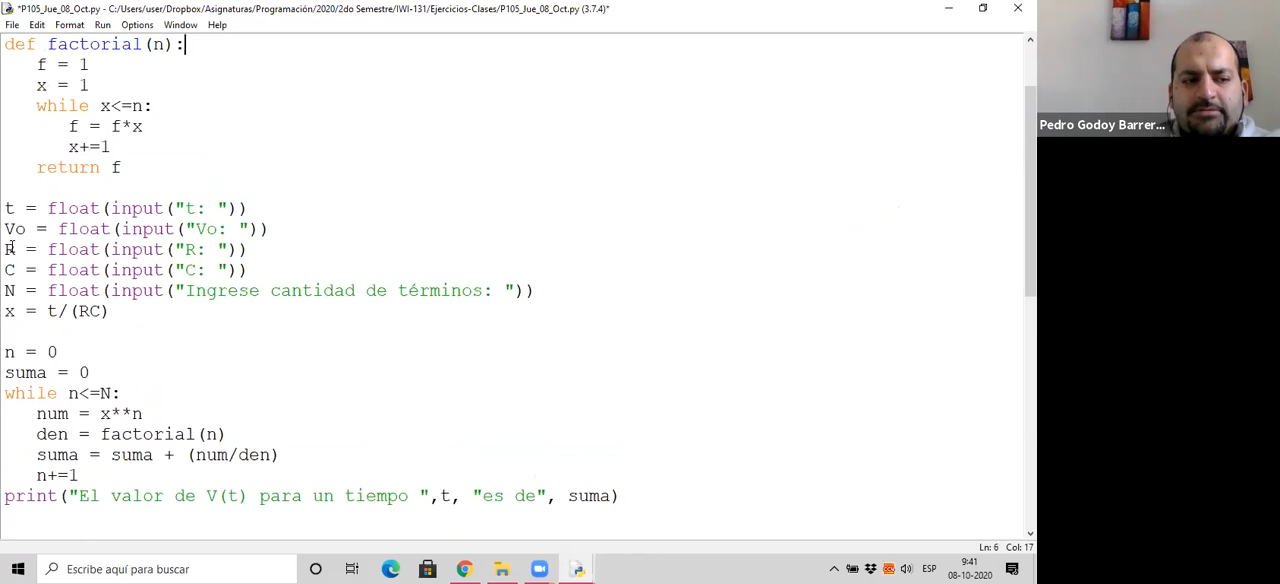 *P105_Jue_08_Oct.py - C:/Users/user/Dropbox/Asignaturas/Programación/2020/2do Semestre/IWI-131/Ejercicios-Clases/P105_Jue_08_Oct.py (3.7.4)*
File Edit Format Run Options Window Help
def factorial(n):
f = 1
x = 1
while x<=n:
f = f*x
x+=1
return f
t = float(input("t: "))
Vo = float(input("Vo: "))
R = float(input("R: "))
C = float(input("C: "))
N = float(input("Ingrese cantidad de términos: "))
x = t/(RC)
n = 0
suma = 0
while n<=N:
num = x**n
den = factorial(n)
suma = suma + (num/den)
n+=1
print("El valor de V(t) para un tiempo ",t, "es de", suma)
Ln: 6 Col: 17
Pedro Godoy Barrer...
Escribe aquí para buscar
ESP
9:41
08-10-2020